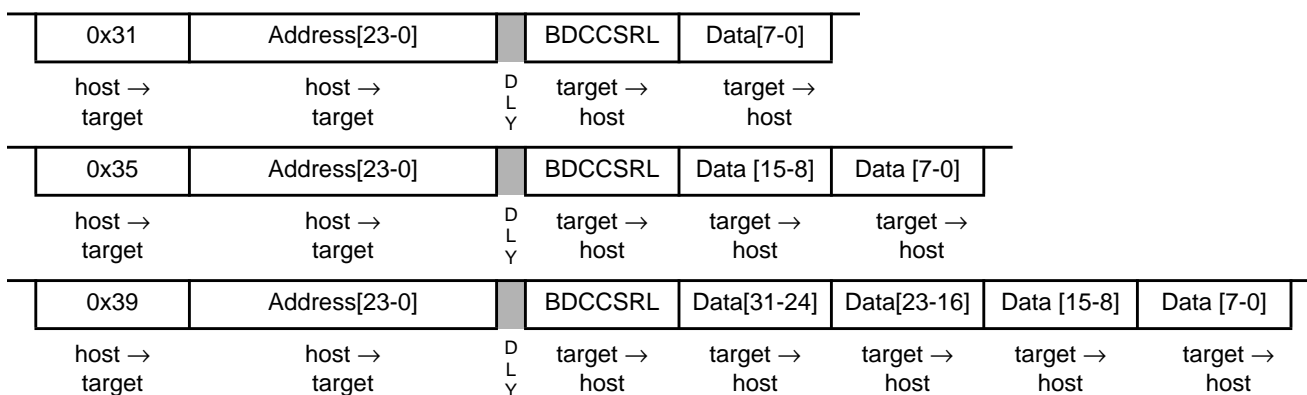 0x31 Address[23-0] BDCCSRL Data[7-0]
host → target host → target D L Y target → host target → host
0x35 Address[23-0] BDCCSRL Data [15-8] Data [7-0]
host → target host → target D L Y target → host target → host target → host
0x39 Address[23-0] BDCCSRL Data[31-24] Data[23-16] Data [15-8] Data [7-0]
host → target host → target D L Y target → host target → host target → host target → host target → host